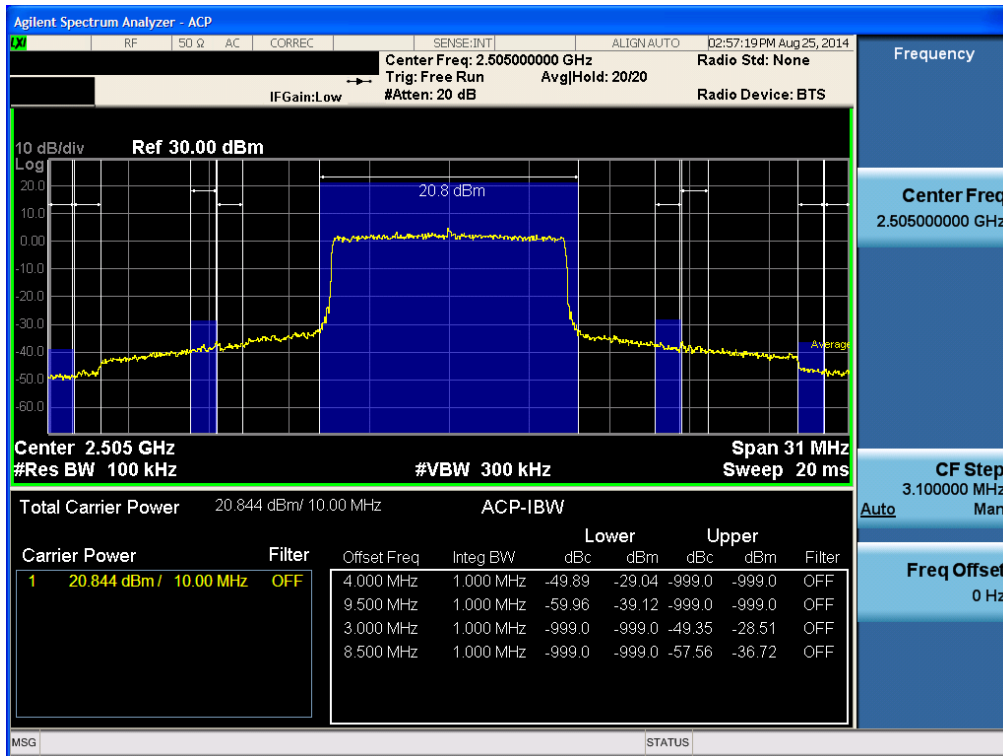 Agilent Spectrum Analyzer - ACP
LXI RF 50 Ω AC CORREC SENSE:INT ALIGN AUTO 02:57:19 PM Aug 25, 2014
Center Freq: 2.505000000 GHz Radio Std: None
Trig: Free Run Avg|Hold: 20/20
IFGain:Low #Atten: 20 dB Radio Device: BTS
10 dB/div Ref 30.00 dBm
Log
20.0
10.0
0.00
-10.0
-20.0
-30.0
-40.0
-50.0
-60.0
20.8 dBm
Average
Center 2.505 GHz Span 31 MHz
#Res BW 100 kHz #VBW 300 kHz Sweep 20 ms
Total Carrier Power 20.844 dBm/ 10.00 MHz ACP-IBW
Lower Upper
Carrier Power Filter Offset Freq Integ BW dBc dBm dBc dBm Filter
1 20.844 dBm / 10.00 MHz OFF 4.000 MHz 1.000 MHz -49.89 -29.04 -999.0 -999.0 OFF
9.500 MHz 1.000 MHz -59.96 -39.12 -999.0 -999.0 OFF
3.000 MHz 1.000 MHz -999.0 -999.0 -49.35 -28.51 OFF
8.500 MHz 1.000 MHz -999.0 -999.0 -57.56 -36.72 OFF
MSG STATUS
Frequency
Center Freq
2.505000000 GHz
CF Step
3.100000 MHz
Auto Man
Freq Offset
0 Hz